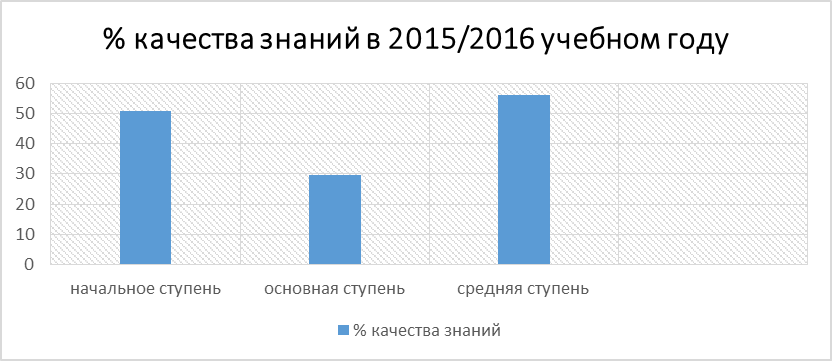 % качества знаний в 2015/2016 учебном году
60
50
40
30
20
10
0
начальное ступень основная ступень средняя ступень
% качества знаний